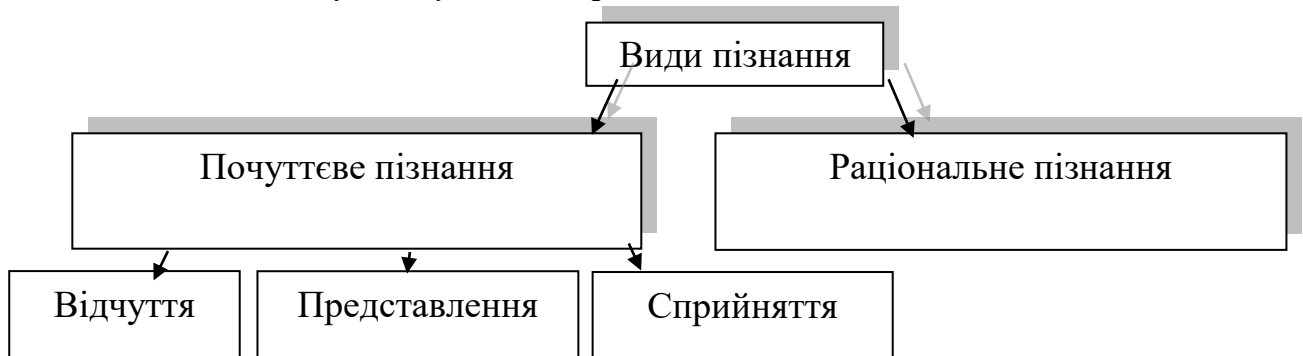 Види пізнання
Почуттєве пізнання
Раціональне пізнання
Відчуття
Представлення
Сприйняття